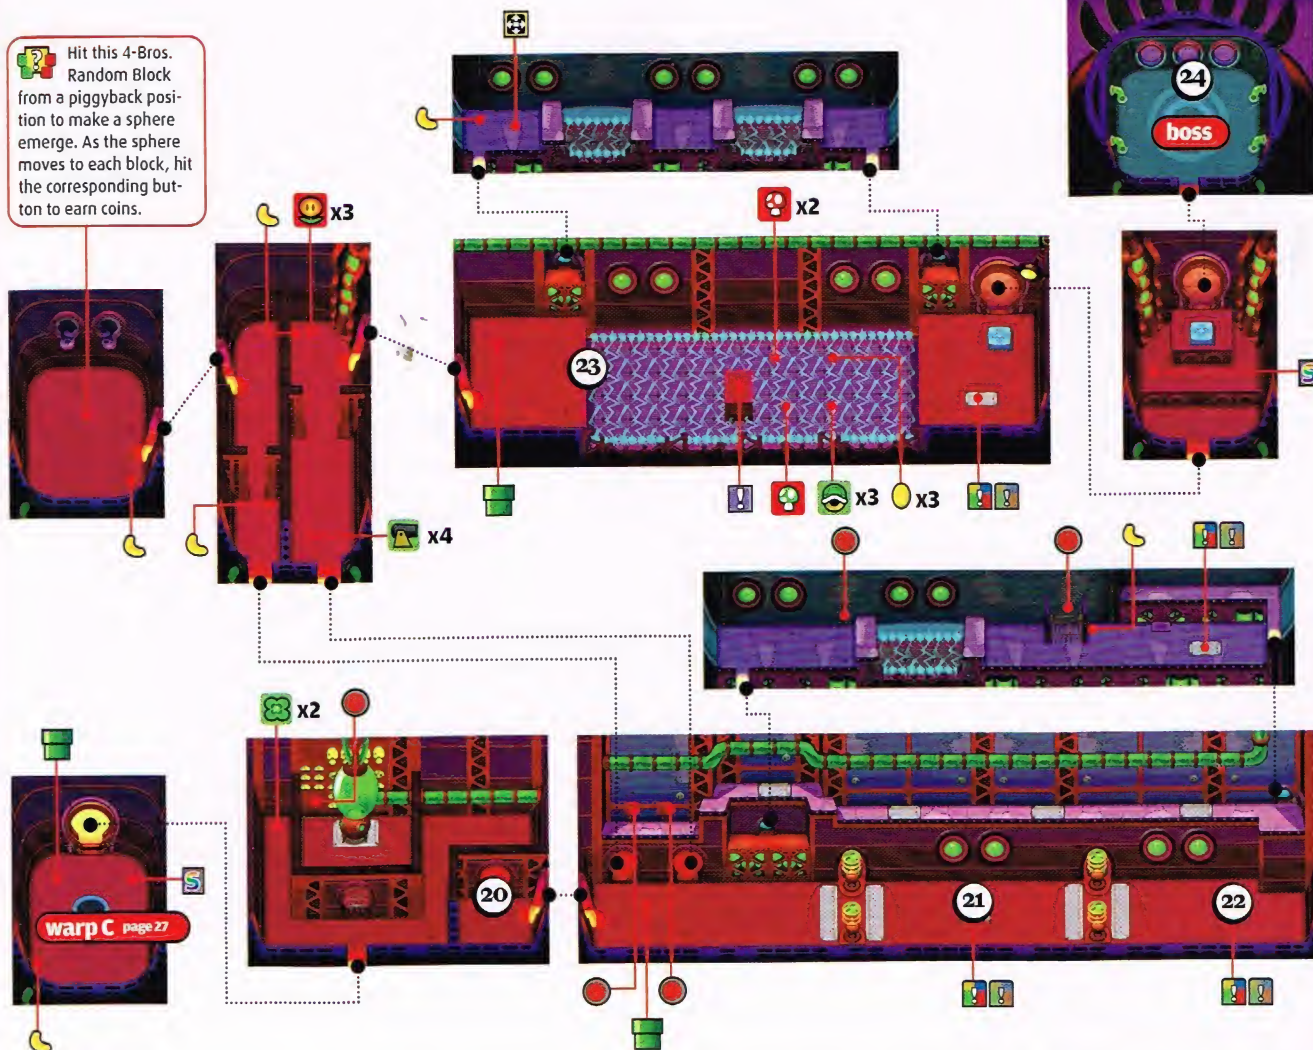 Hit this 4-Bros.
Random Block
from a piggyback posi-
tion to make a sphere
emerge. As the sphere
moves to each block, hit
the corresponding but-
ton to earn coins.
24
boss
x3
x2
23
S
x3
x3
x4
x2
S
20
21
22
warp C page 27